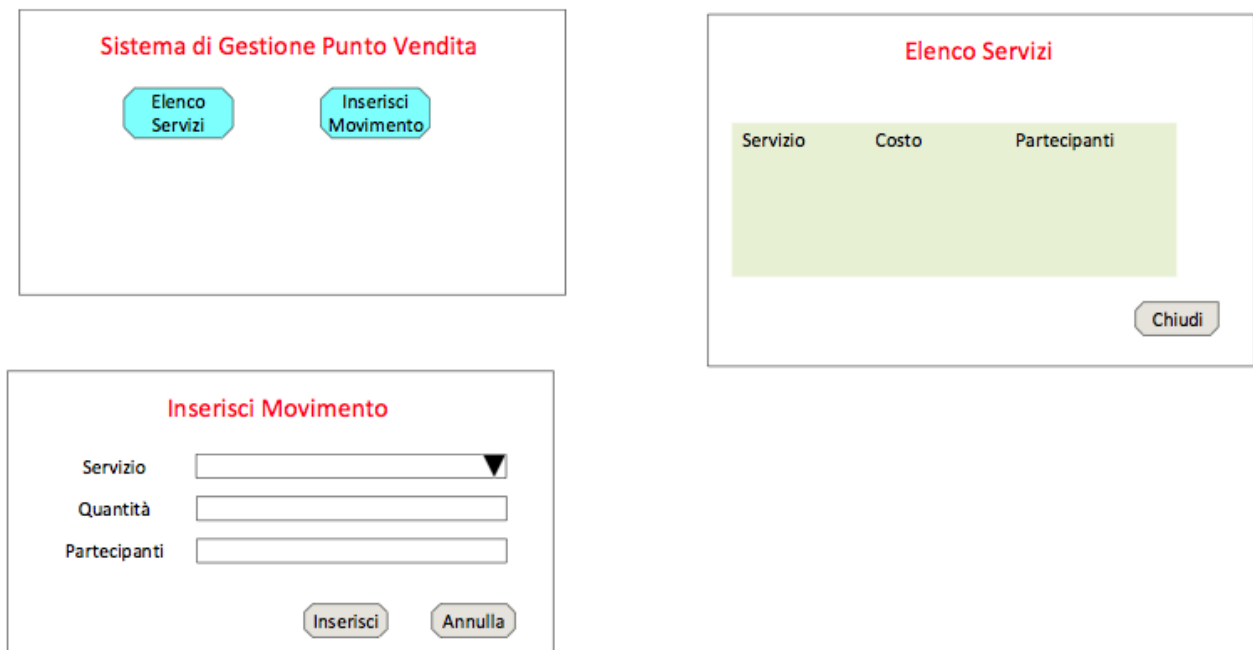 Sistema di Gestione Punto Vendita
Elenco
Servizi
Inserisci
Movimento
Elenco Servizi
Servizio Costo Partecipanti
Chiudi
Inserisci Movimento
Servizio
Quantità
Partecipanti
Inserisci Annulla